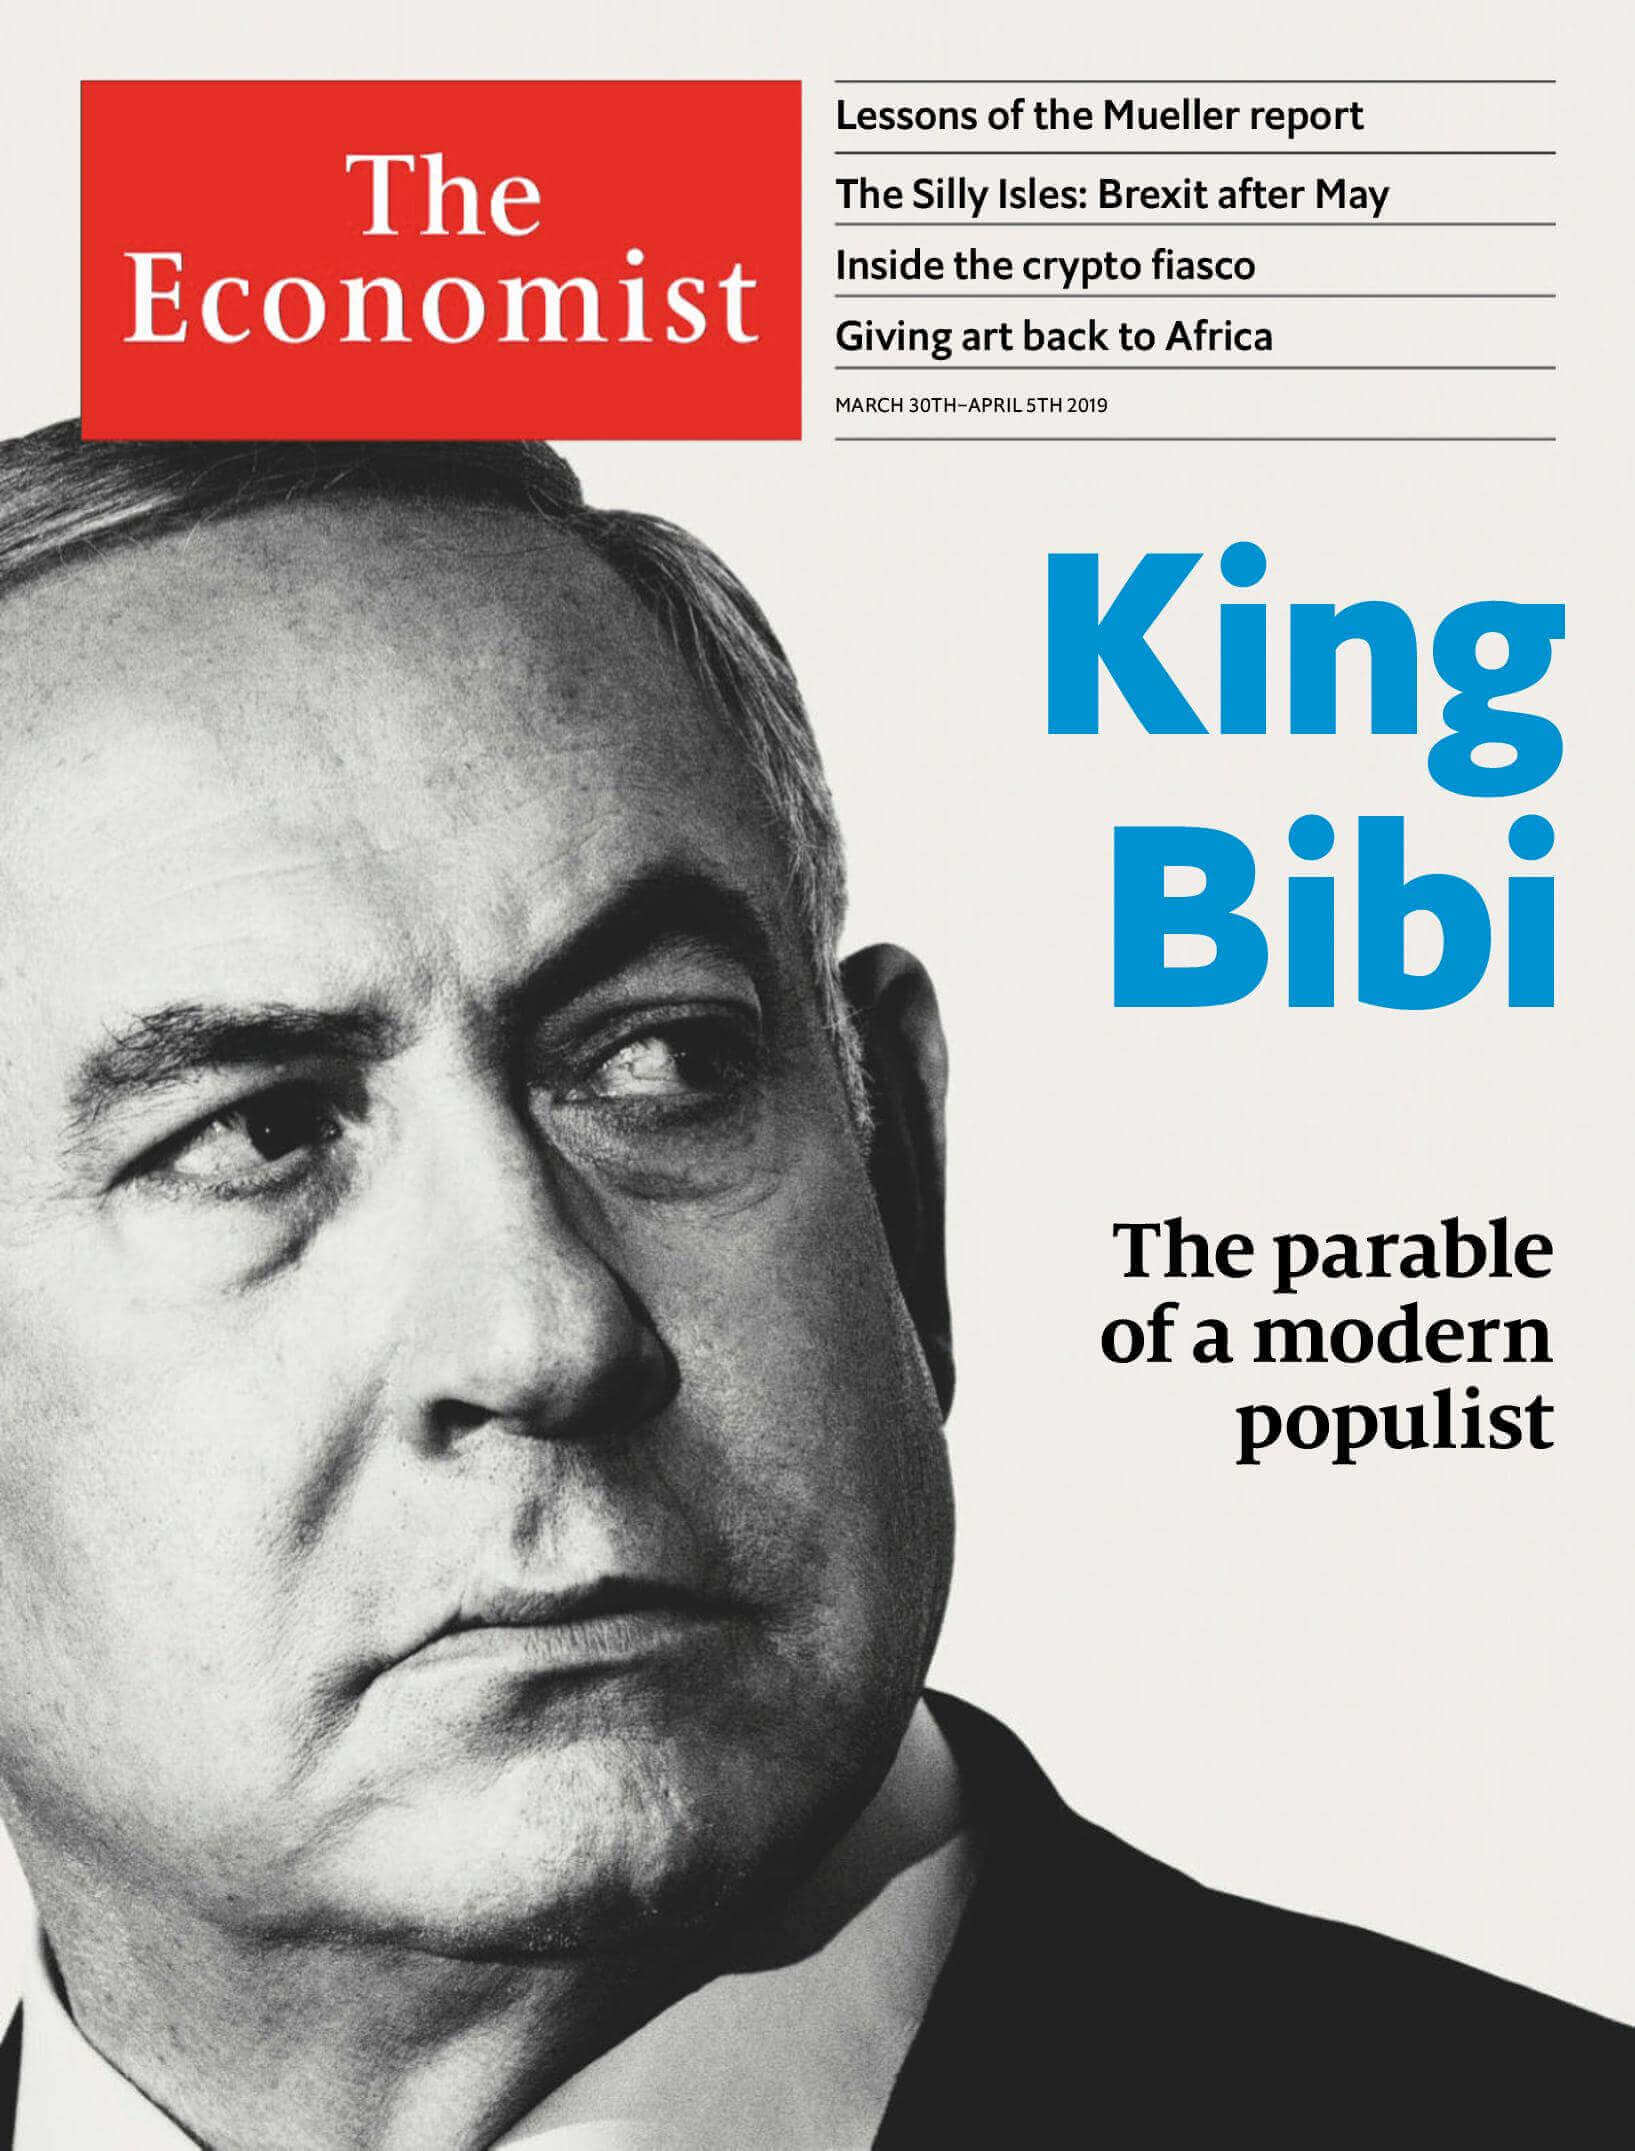 The
Economist
Lessons of the Mueller report
The Silly Isles: Brexit after May
Inside the crypto fiasco
Giving art back to Africa
MARCH 30TH–APRIL 5TH 2019
King
Bibi
The parable
of a modern
populist